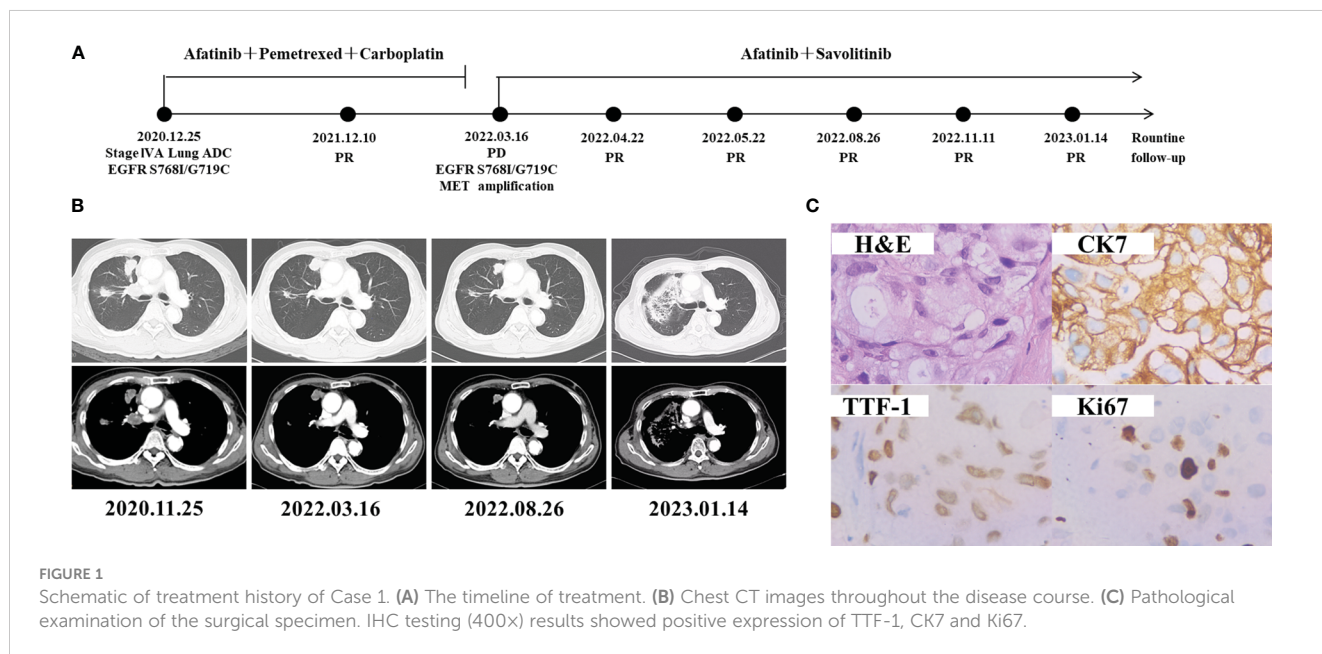 A
Afatinib+Pemetrexed+Carboplatin
Afatinib+Savolitinib
2020.12.25
Stage IVA Lung ADC
EGFR S768I/G719C
2021.12.10
PR
2022.03.16
PD
EGFR S768I/G719C
MET amplification
2022.04.22
PR
2022.05.22
PR
2022.08.26
PR
2022.11.11
PR
2023.01.14
PR
Rountine
follow-up
B
2020.11.25
2022.03.16
2022.08.26
2023.01.14
C
H&E
CK7
TTF-1
Ki67
FIGURE 1
Schematic of treatment history of Case 1. (A) The timeline of treatment. (B) Chest CT images throughout the disease course. (C) Pathological
examination of the surgical specimen. IHC testing (400×) results showed positive expression of TTF-1, CK7 and Ki67.